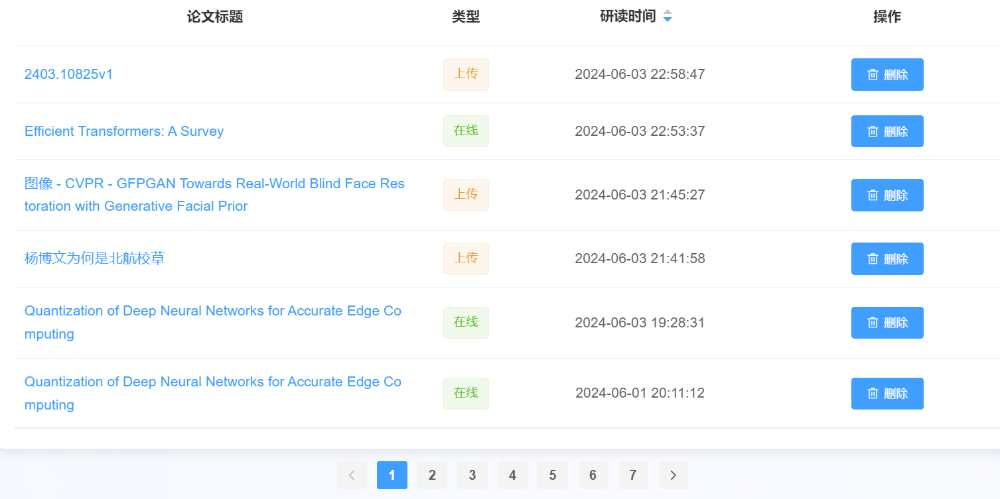 论文标题 类型 研读时间 操作
2403.10825v1 上传 2024-06-03 22:58:47 删除
Efficient Transformers: A Survey 在线 2024-06-03 22:53:37 删除
图像 - CVPR - GFPGAN Towards Real-World Blind Face Res
toration with Generative Facial Prior 上传 2024-06-03 21:45:27 删除
杨博文为何是北航校草 上传 2024-06-03 21:41:58 删除
Quantization of Deep Neural Networks for Accurate Edge Co
mputing 在线 2024-06-03 19:28:31 删除
Quantization of Deep Neural Networks for Accurate Edge Co
mputing 在线 2024-06-01 20:11:12 删除
1 2 3 4 5 6 7